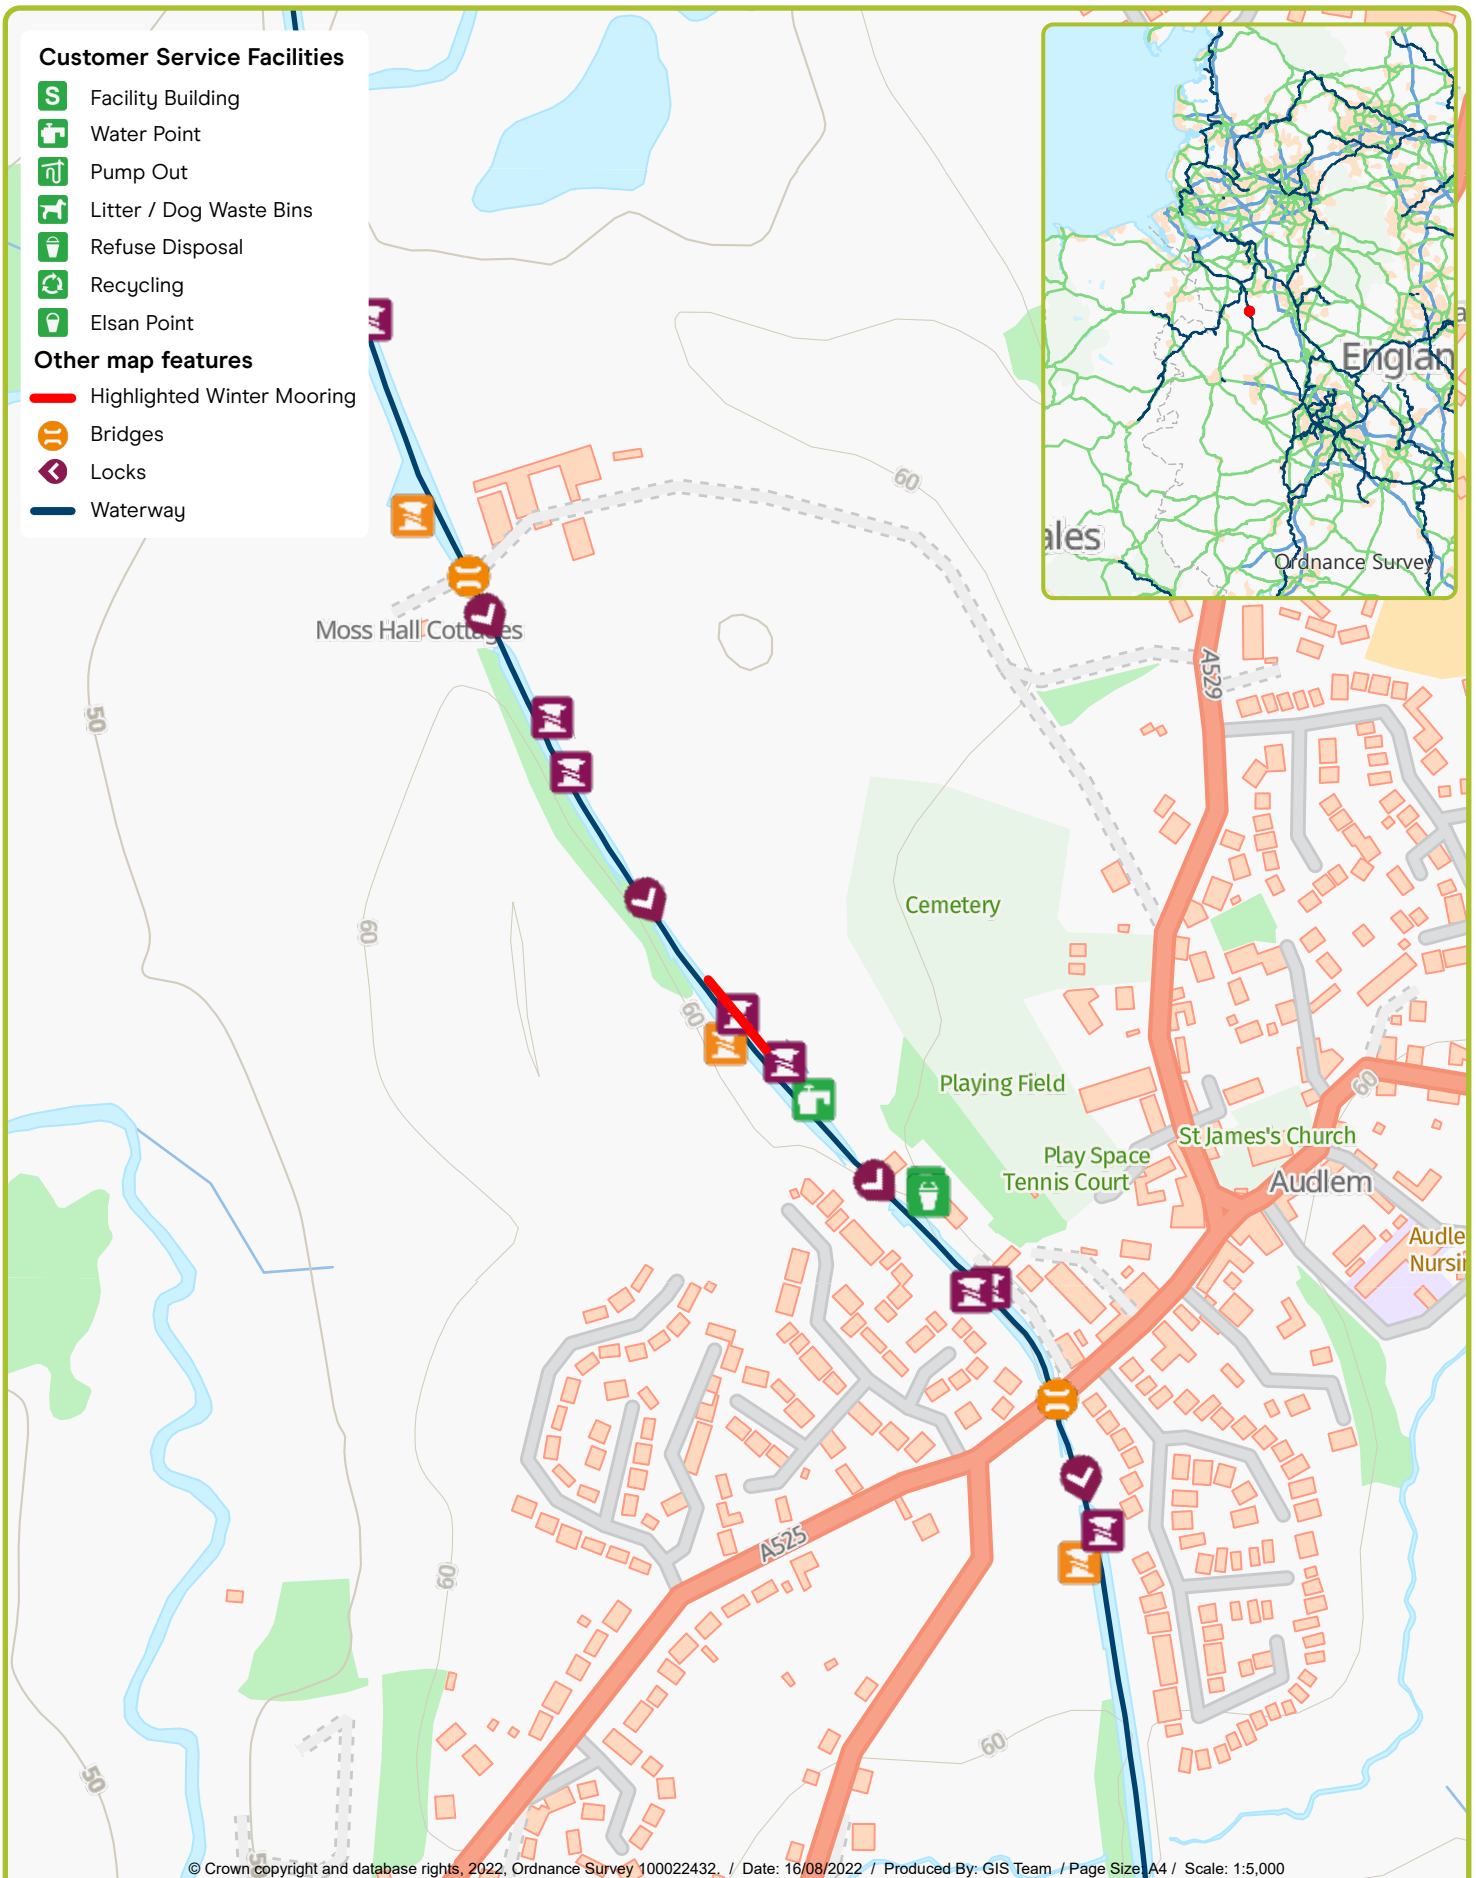 Customer Service Facilities
S Facility Building
Water Point
Pump Out
Litter / Dog Waste Bins
Refuse Disposal
Recycling
Elsan Point
Other map features
Highlighted Winter Mooring
Bridges
Locks
Waterway
Englan
ales
Ordnance Survey
60
Moss Hall Cottages
A529
50
Cemetery
60
60
Playing Field
60
St James's Church
Play Space
Tennis Court
Audlem
Audle
Nursi
A525
60
60
50
50
© Crown copyright and database rights, 2022, Ordnance Survey 100022432. / Date: 16/08/2022 / Produced By: GIS Team / Page Size: A4 / Scale: 1:5,000